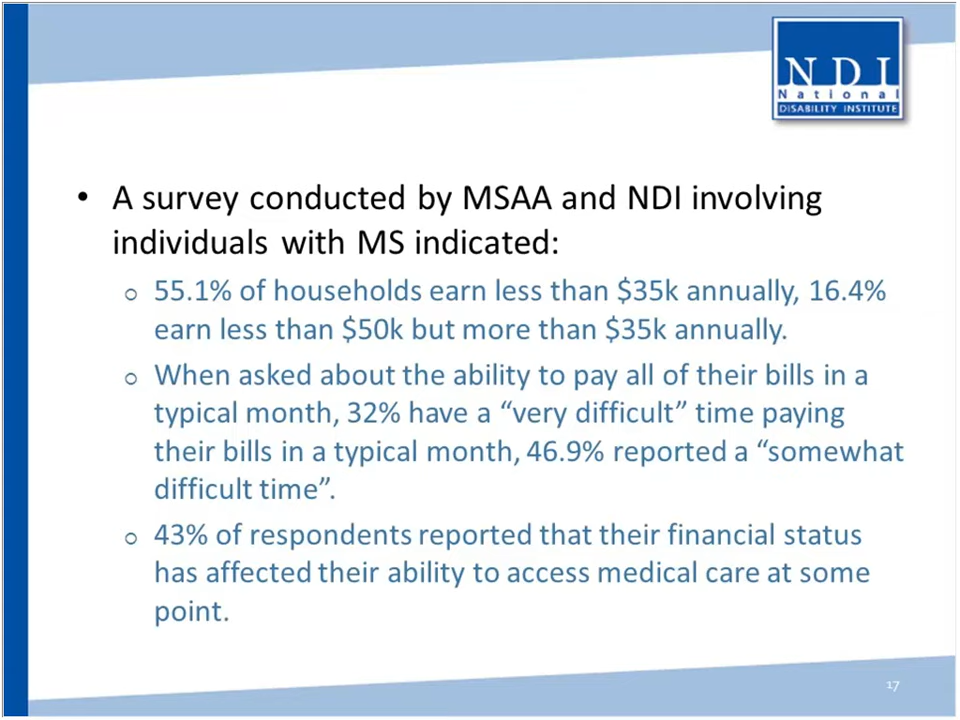 NDI
National
DISABILITY INSTITUTE
• A survey conducted by MSAA and NDI involving
individuals with MS indicated:
o 55.1% of households earn less than $35k annually, 16.4%
earn less than $50k but more than $35k annually.
o When asked about the ability to pay all of their bills in a
typical month, 32% have a “very difficult” time paying
their bills in a typical month, 46.9% reported a “somewhat
difficult time”.
o 43% of respondents reported that their financial status
has affected their ability to access medical care at some
point.
17